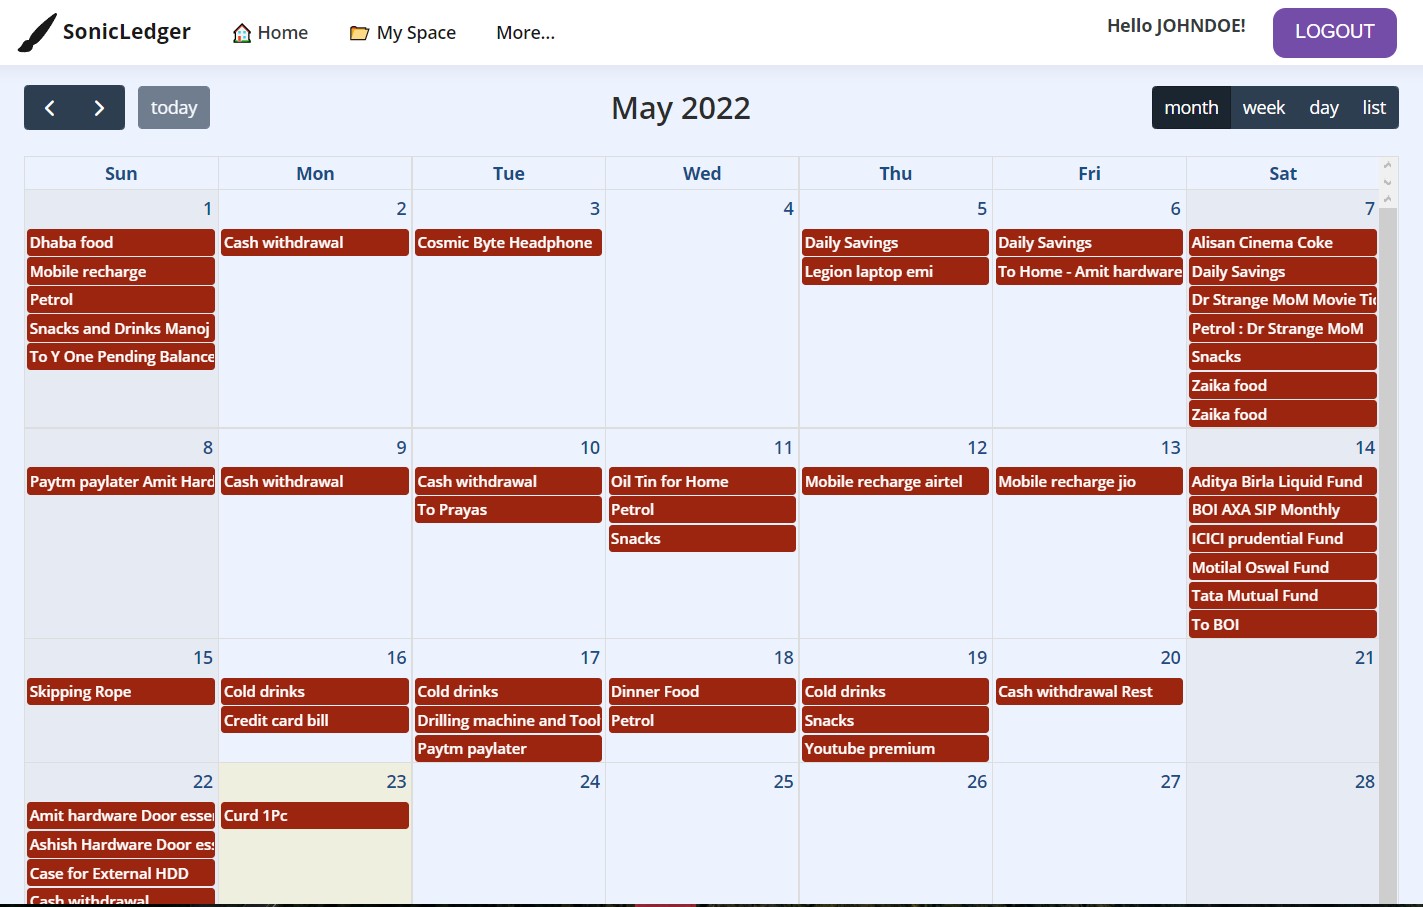 SonicLedger
Home
My Space
More...
Hello JOHNDOE!
LOGOUT
today
May 2022
month week day list
Sun Mon Tue Wed Thu Fri Sat
1
Dhaba food
Mobile recharge
Petrol
Snacks and Drinks Manoj
To Y One Pending Balance
2
Cash withdrawal
3
Cosmic Byte Headphone
4
5
Daily Savings
Legion laptop emi
6
Daily Savings
To Home - Amit hardware
7
Alisan Cinema Coke
Daily Savings
Dr Strange MoM Movie Tic
Petrol : Dr Strange MoM
Snacks
Zaika food
Zaika food
8
Paytm paylater Amit Hard
9
Cash withdrawal
10
Cash withdrawal
To Prayas
11
Oil Tin for Home
Petrol
Snacks
12
Mobile recharge airtel
13
Mobile recharge jio
14
Aditya Birla Liquid Fund
BOI AXA SIP Monthly
ICICI prudential Fund
Motilal Oswal Fund
Tata Mutual Fund
To BOI
15
Skipping Rope
16
Cold drinks
Credit card bill
17
Cold drinks
Drilling machine and Tool
Paytm paylater
18
Dinner Food
Petrol
19
Cold drinks
Snacks
Youtube premium
20
Cash withdrawal Rest
21
22
Amit hardware Door esser
Ashish Hardware Door ess
Case for External HDD
Cash withdrawal
23
Curd 1Pc
24
25
26
27
28